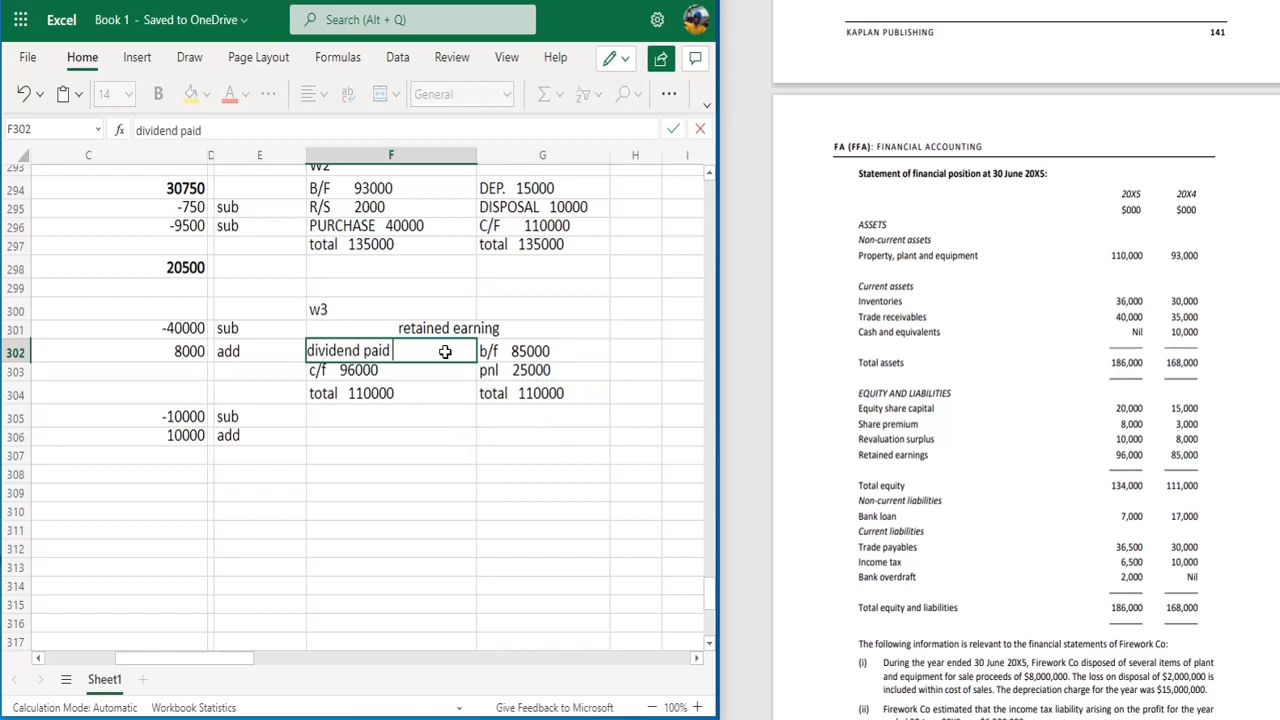 Excel Book 1 - Saved to OneDrive Search (Alt + Q)
File Home Insert Draw Page Layout Formulas Data Review View Help
14 B A ab General
F302 fx dividend paid
C D E F G H I
293 W2
294 30750 B/F 93000 DEP. 15000
295 -750 sub R/S 2000 DISPOSAL 10000
296 -9500 sub PURCHASE 40000 C/F 110000
297 total 135000 total 135000
298 20500
299
300 w3
301 -40000 sub retained earning
302 8000 add dividend paid b/f 85000
303 c/f 96000 pnl 25000
304 total 110000 total 110000
305 -10000 sub
306 10000 add
307
308
309
310
311
312
313
314
315
316
317
Sheet1
Calculation Mode: Automatic Workbook Statistics Give Feedback to Microsoft 100%
KAPLAN PUBLISHING 141
FA (FFA): FINANCIAL ACCOUNTING
Statement of financial position at 30 June 20X5:
20X5 20X4
$000 $000
ASSETS
Non-current assets
Property, plant and equipment 110,000 93,000
Current assets
Inventories 36,000 30,000
Trade receivables 40,000 35,000
Cash and equivalents Nil 10,000
Total assets 186,000 168,000
EQUITY AND LIABILITIES
Equity share capital 20,000 15,000
Share premium 8,000 3,000
Revaluation surplus 10,000 8,000
Retained earnings 96,000 85,000
Total equity 134,000 111,000
Non-current liabilities
Bank loan 7,000 17,000
Current liabilities
Trade payables 36,500 30,000
Income tax 6,500 10,000
Bank overdraft 2,000 Nil
Total equity and liabilities 186,000 168,000
The following information is relevant to the financial statements of Firework Co:
(i) During the year ended 30 June 20X5, Firework Co disposed of several items of plant
and equipment for sale proceeds of $8,000,000. The loss on disposal of $2,000,000 is
included within cost of sales. The depreciation charge for the year was $15,000,000.
(ii) Firework Co estimated that the income tax liability arising on the profit for the year